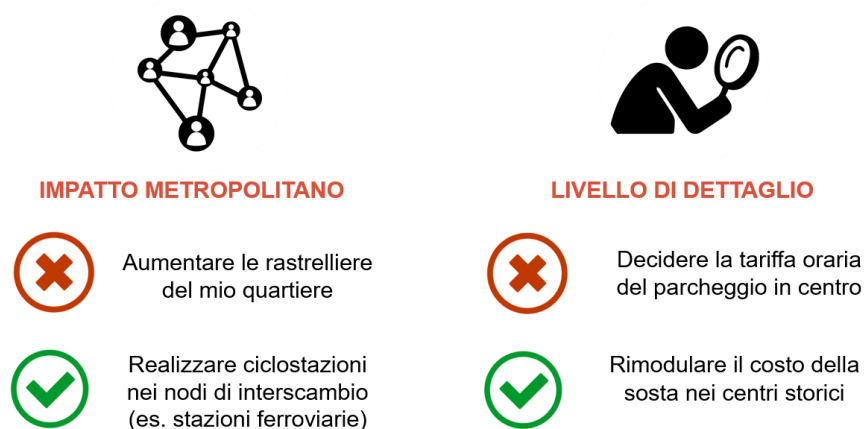 IMPATTO METROPOLITANO
Aumentare le rastrelliere
del mio quartiere
Realizzare ciclostazioni
nei nodi di interscambio
(es. stazioni ferroviarie)
LIVELLO DI DETTAGLIO
Decidere la tariffa oraria
del parcheggio in centro
Rimodulare il costo della
sosta nei centri storici